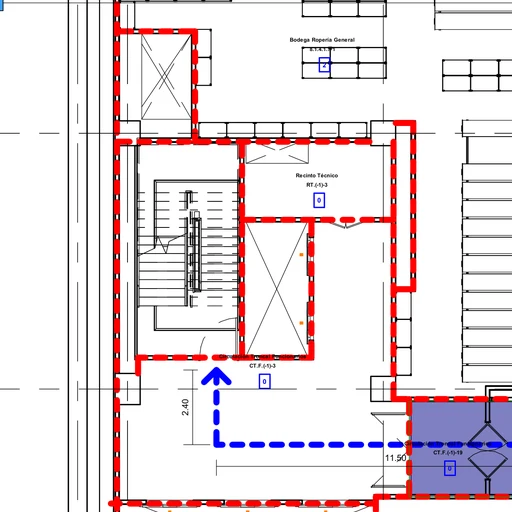 Bodega Ropería General
2
Recinto Técnico
RT.(-1)-3
0
CT.F.(-1)-3
0
2.40
11.50
CT.F.(-1)-19
0